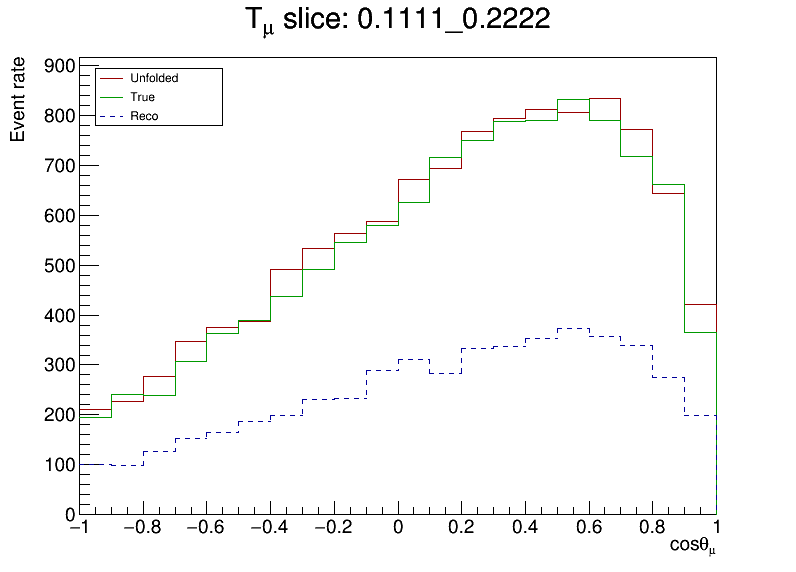 Tμ slice: 0.1111_0.2222
Event rate
900
800
700
600
500
400
300
200
100
0
Unfolded
True
Reco
−1 −0.8 −0.6 −0.4 −0.2 0 0.2 0.4 0.6 0.8 1
cosθμ